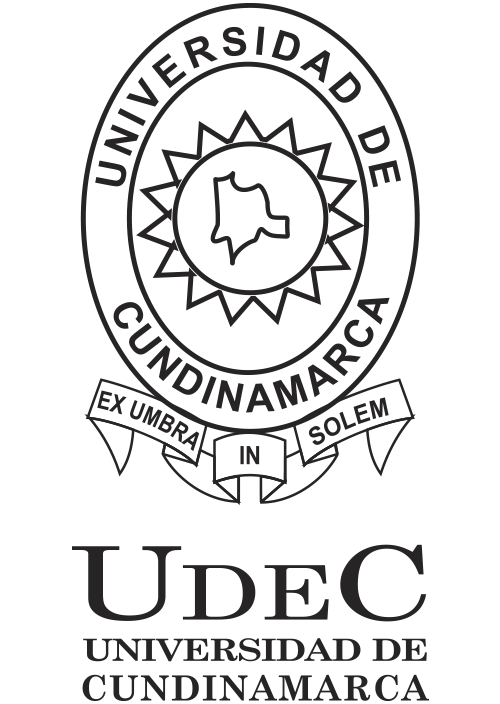 UNIVERSIDAD DE
CUNDINAMARCA
EX UMBRA
IN
SOLEM
UDEC
UNIVERSIDAD DE
CUNDINAMARCA